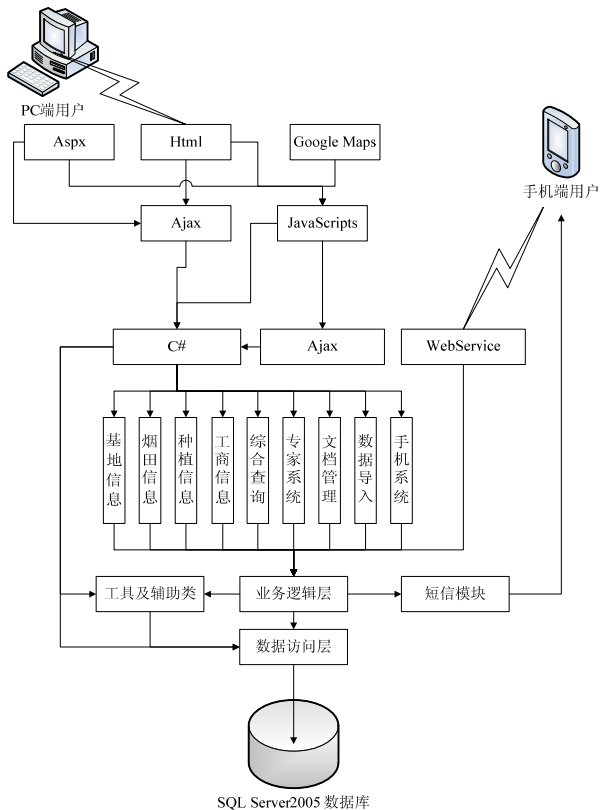 PC端用户
Aspx
Html
Google Maps
手机端用户
Ajax
JavaScripts
C#
Ajax
WebService
基地信息
烟田信息
种植信息
工商信息
综合查询
专家系统
文档管理
数据导入
手机系统
工具及辅助类
业务逻辑层
短信模块
数据访问层
SQL Server2005 数据库